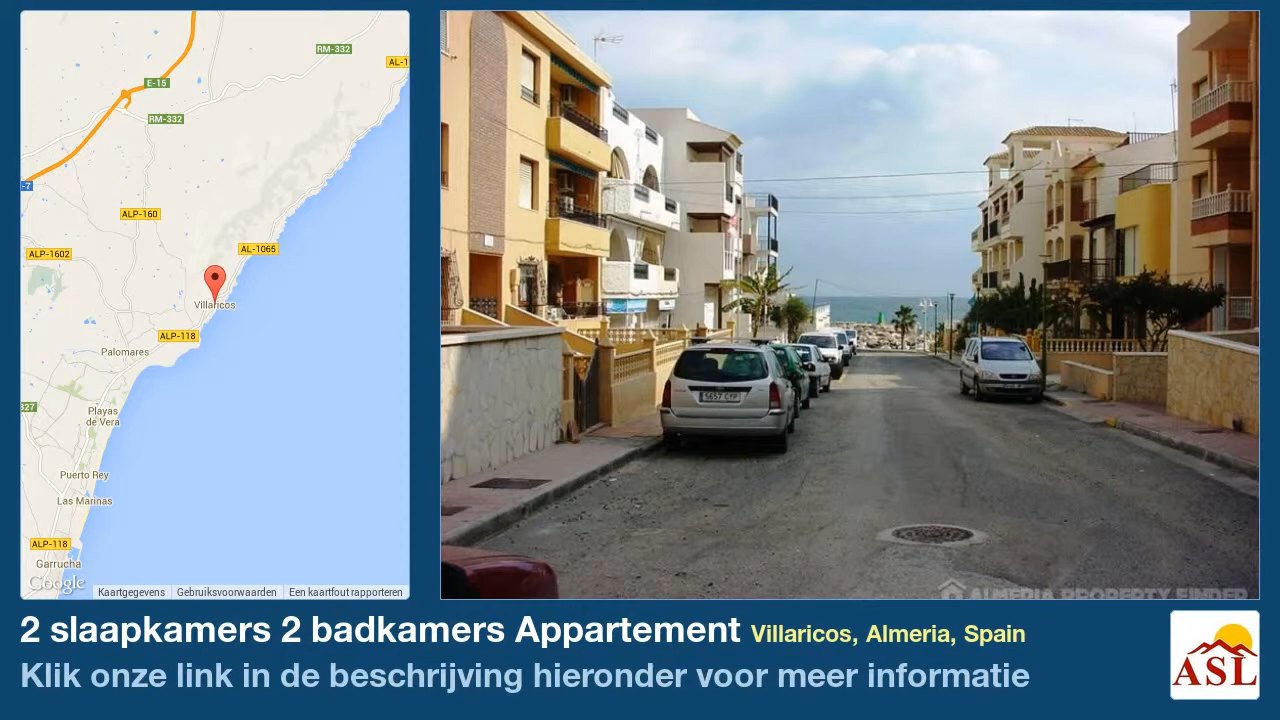 RM-332
AL-1
E-15
RM-332
-7
ALP-160
ALP-1602
AL-1065
Villaricos
ALP-118
Palomares
327
Playas
de Vera
Puerto Rey
Las Marinas
ALP-118
Garrucha
Google
Kaartgegevens
Gebruiksvoorwaarden
Een kaartfout rapporteren
5657 CYP
ALMERIA PROPERTY FINDER
2 slaapkamers 2 badkamers Appartement Villaricos, Almeria, Spain
Klik onze link in de beschrijving hieronder voor meer informatie
ASL